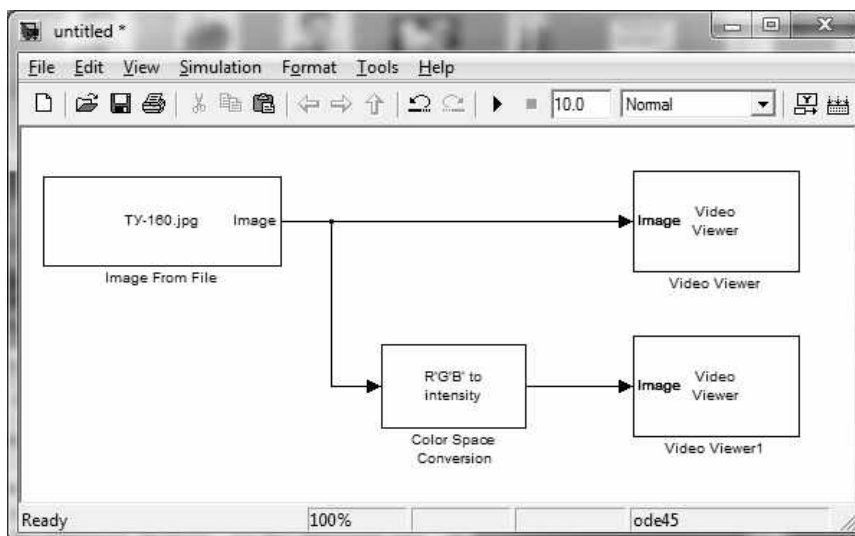 untitled *
File Edit View Simulation Format Tools Help
10.0 Normal
ТУ-160.jpg Image
Image From File
Image Video
Viewer
Video Viewer
R'G'B' to
intensity
Color Space
Conversion
Image Video
Viewer
Video Viewer1
Ready 100% ode45